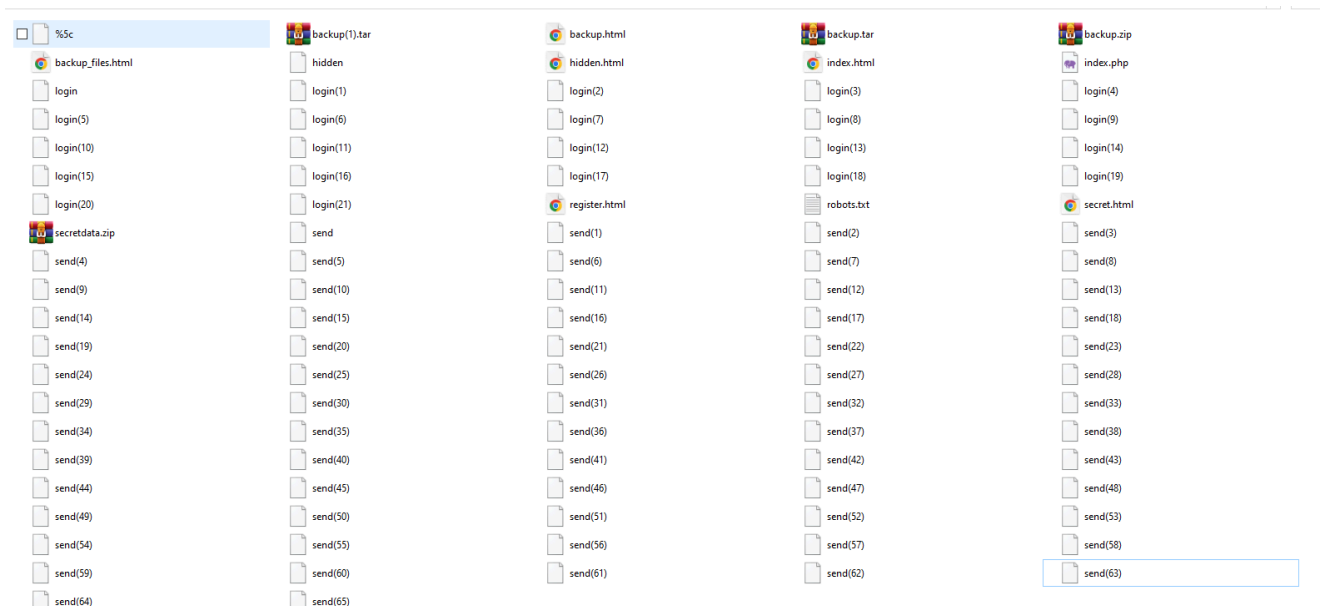 %5c backup(1).tar backup.html backup.tar backup.zip
backup_files.html hidden hidden.html index.html index.php
login login(1) login(2) login(3) login(4)
login(5) login(6) login(7) login(8) login(9)
login(10) login(11) login(12) login(13) login(14)
login(15) login(16) login(17) login(18) login(19)
login(20) login(21) register.html robots.txt secret.html
secretdata.zip send send(1) send(2) send(3)
send(4) send(5) send(6) send(7) send(8)
send(9) send(10) send(11) send(12) send(13)
send(14) send(15) send(16) send(17) send(18)
send(19) send(20) send(21) send(22) send(23)
send(24) send(25) send(26) send(27) send(28)
send(29) send(30) send(31) send(32) send(33)
send(34) send(35) send(36) send(37) send(38)
send(39) send(40) send(41) send(42) send(43)
send(44) send(45) send(46) send(47) send(48)
send(49) send(50) send(51) send(52) send(53)
send(54) send(55) send(56) send(57) send(58)
send(59) send(60) send(61) send(62) send(63)
send(64) send(65)